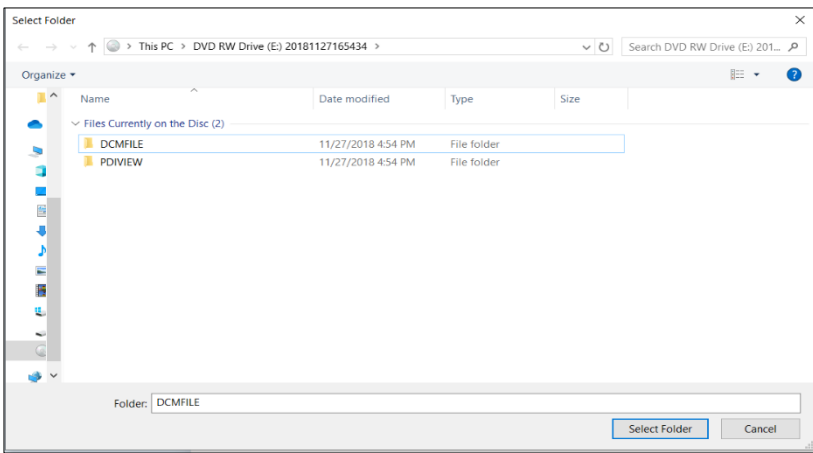 Select Folder
This PC > DVD RW Drive (E:) 20181127165434 >
Search DVD RW Drive (E:) 201...
Organize
Name Date modified Type Size
Files Currently on the Disc (2)
DCMFILE 11/27/2018 4:54 PM File folder
PDIVIEW 11/27/2018 4:54 PM File folder
Folder: DCMFILE
Select Folder Cancel